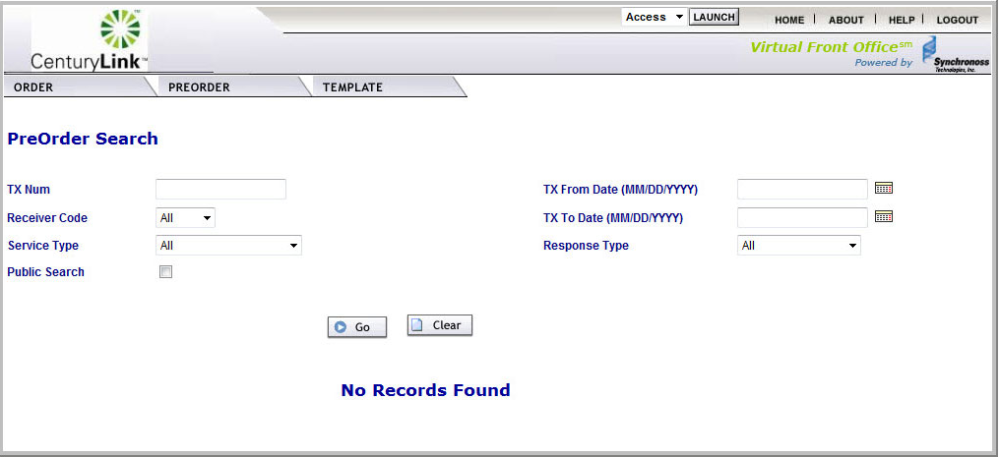 Access LAUNCH HOME | ABOUT | HELP | LOGOUT
CenturyLink™
Virtual Front Office℠
Powered by Synchronoss
Technologies, Inc.
ORDER PREORDER TEMPLATE
PreOrder Search
TX Num TX From Date (MM/DD/YYYY)
Receiver Code All TX To Date (MM/DD/YYYY)
Service Type All Response Type All
Public Search
Go Clear
No Records Found